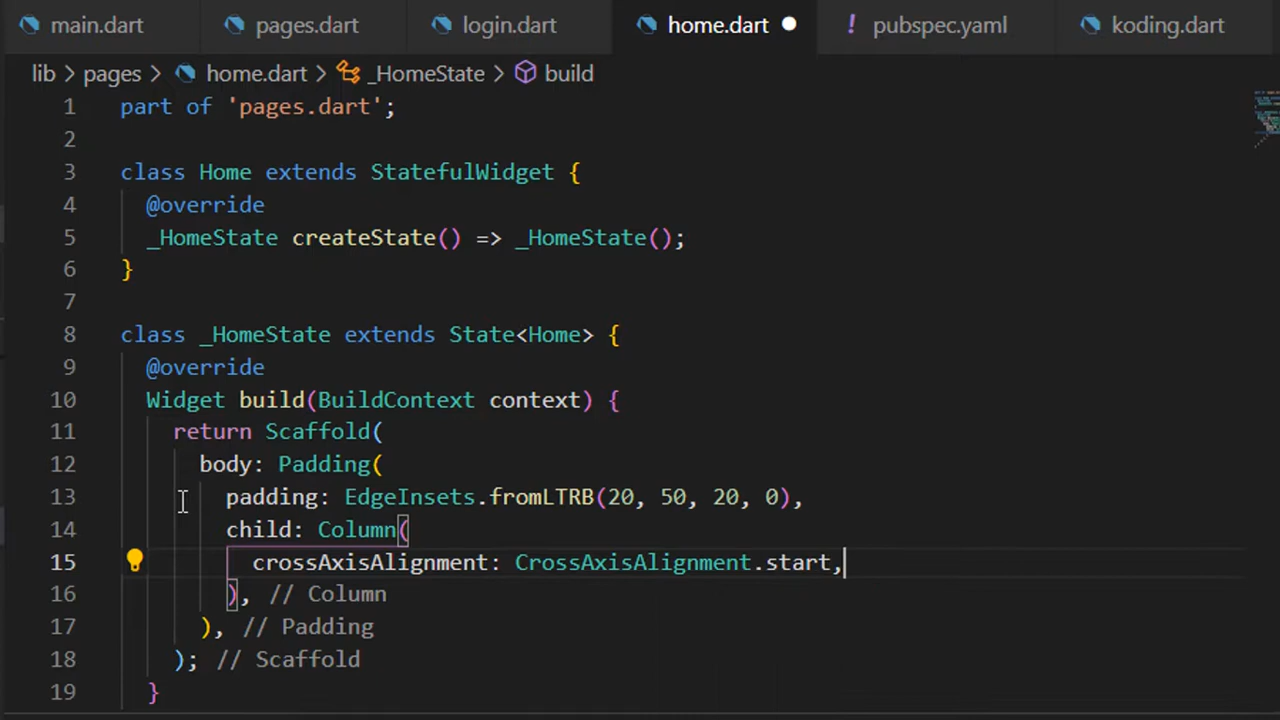 main.dart pages.dart login.dart home.dart ! pubspec.yaml koding.dart
lib > pages > home.dart > _HomeState > build
1 part of 'pages.dart';
2
3 class Home extends StatefulWidget {
4 @override
5 _HomeState createState() => _HomeState();
6 }
7
8 class _HomeState extends State<Home> {
9 @override
10 Widget build(BuildContext context) {
11 return Scaffold(
12 body: Padding(
13 padding: EdgeInsets.fromLTRB(20, 50, 20, 0),
14 child: Column(
15 crossAxisAlignment: CrossAxisAlignment.start,
16 ), // Column
17 ), // Padding
18 ); // Scaffold
19 }